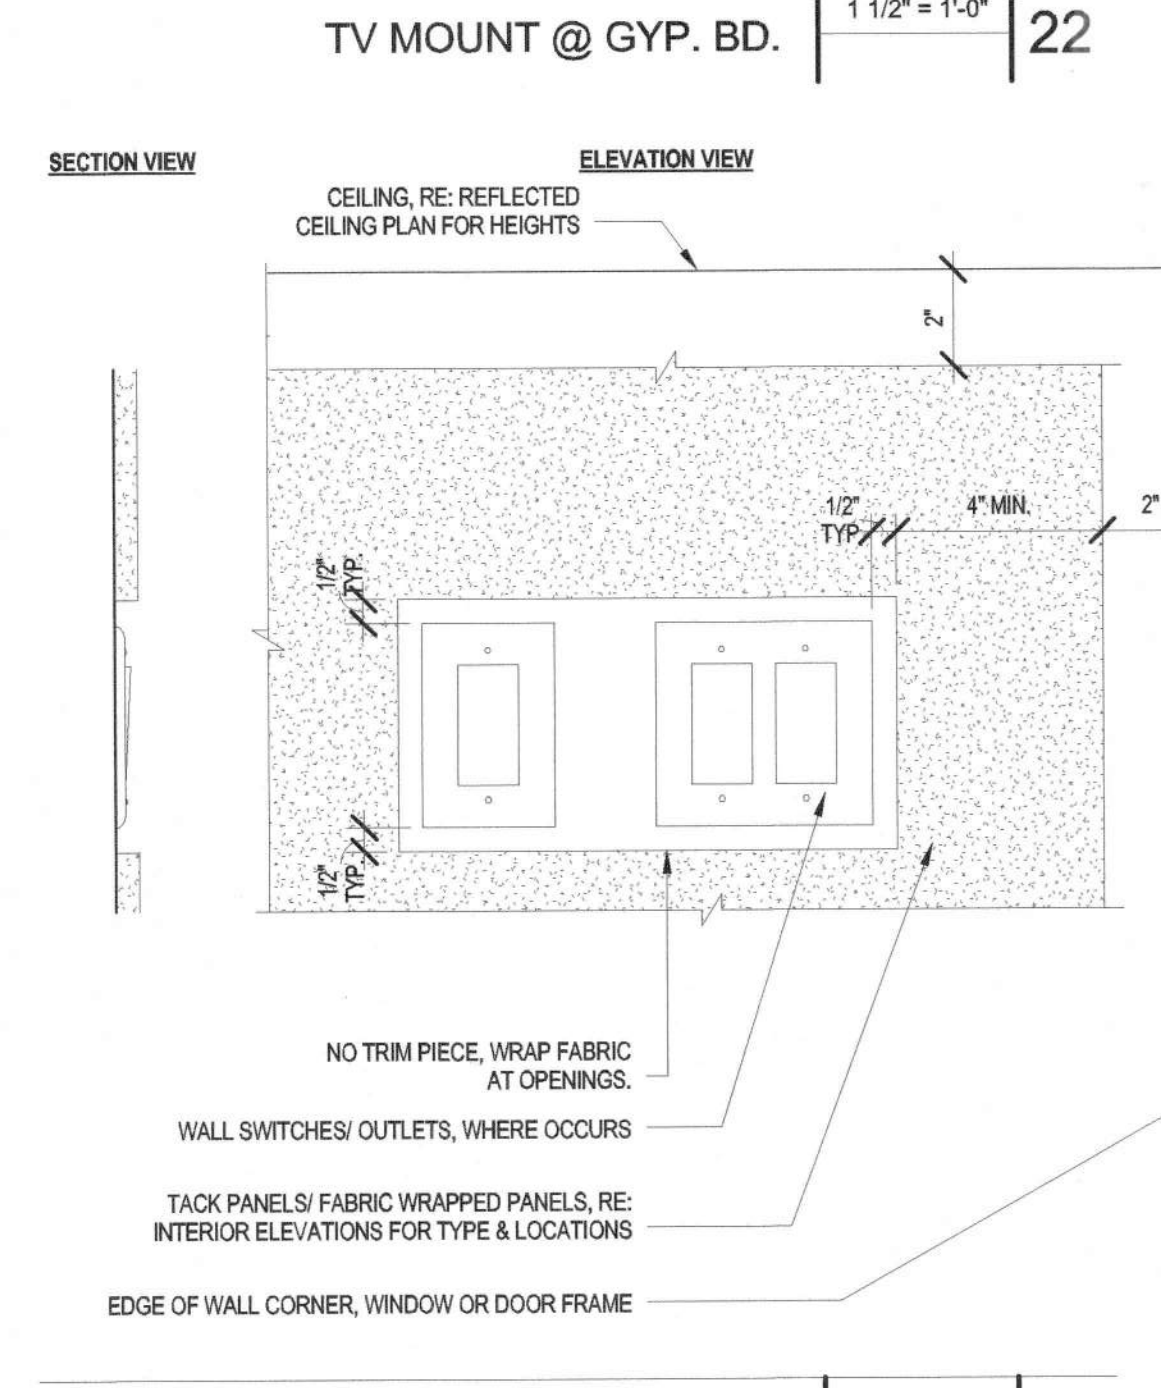 1 1/2" = 1'-0"
TV MOUNT @ GYP. BD.
22
SECTION VIEW
ELEVATION VIEW
CEILING, RE: REFLECTED
CEILING PLAN FOR HEIGHTS
2"
1/2"
TYP.
4" MIN.
2"
1/2"
TYP.
1/2"
TYP.
NO TRIM PIECE, WRAP FABRIC
AT OPENINGS.
WALL SWITCHES/ OUTLETS, WHERE OCCURS
TACK PANELS/ FABRIC WRAPPED PANELS, RE:
INTERIOR ELEVATIONS FOR TYPE & LOCATIONS
EDGE OF WALL CORNER, WINDOW OR DOOR FRAME